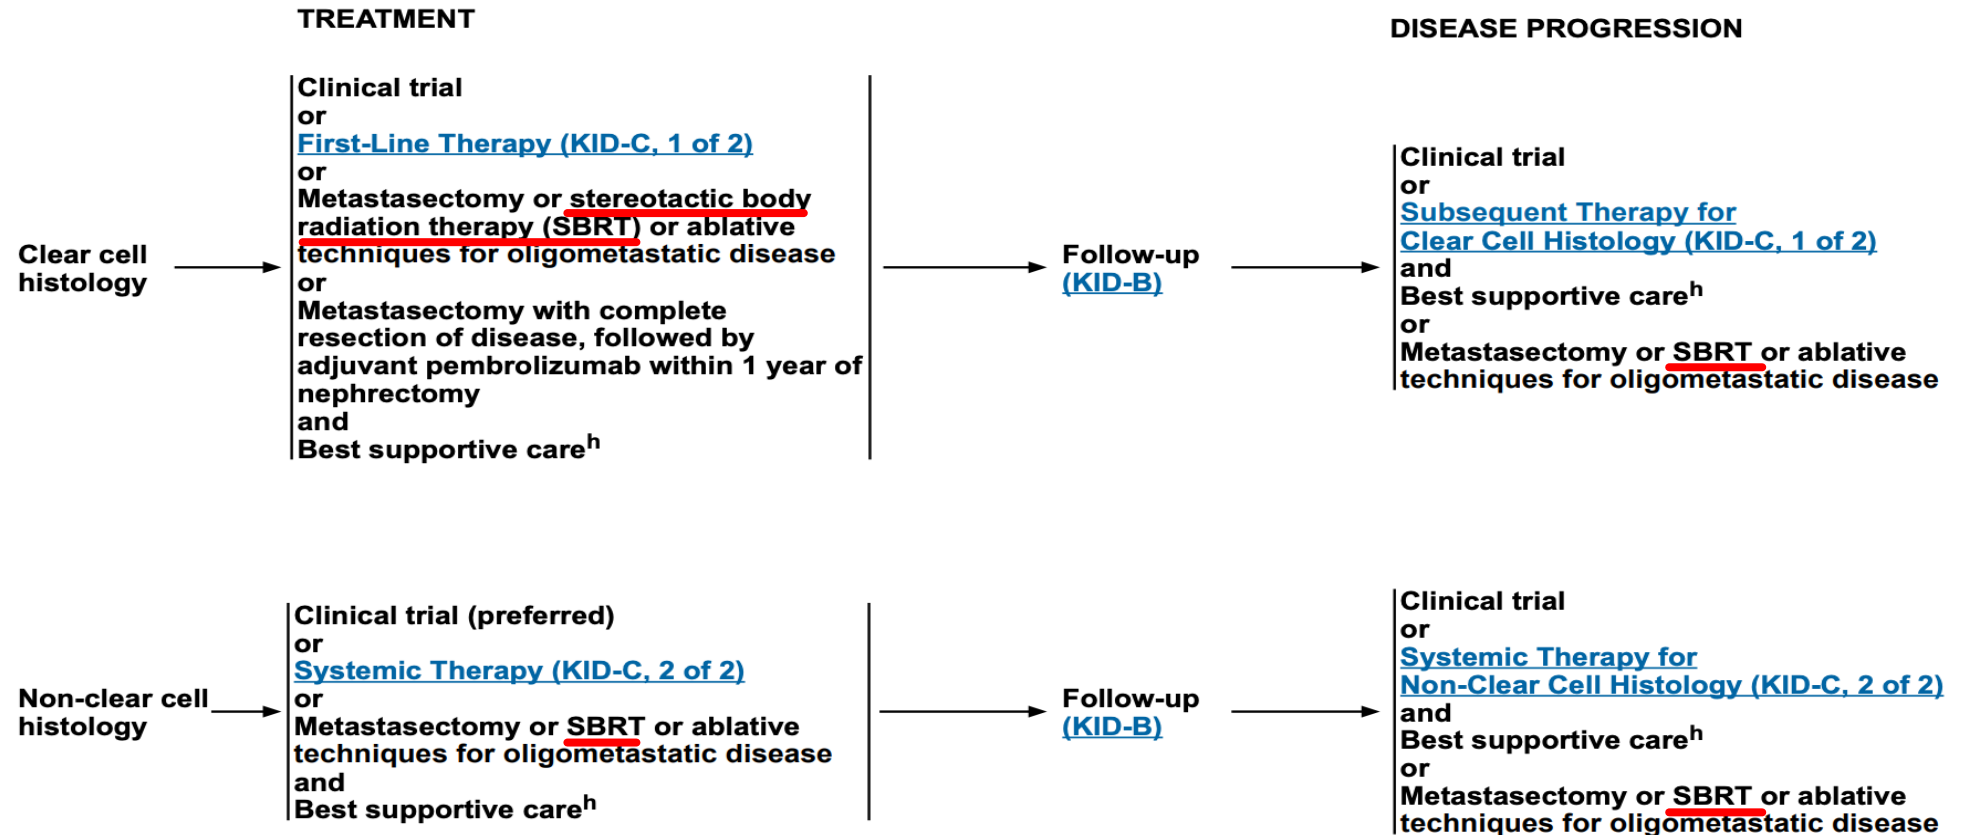 TREATMENT
DISEASE PROGRESSION
Clear cell
histology
Clinical trial
or
First-Line Therapy (KID-C, 1 of 2)
or
Metastasectomy or stereotactic body
radiation therapy (SBRT) or ablative
techniques for oligometastatic disease
or
Metastasectomy with complete
resection of disease, followed by
adjuvant pembrolizumab within 1 year of
nephrectomy
and
Best supportive careʰ
Follow-up
(KID-B)
Clinical trial
or
Subsequent Therapy for
Clear Cell Histology (KID-C, 1 of 2)
and
Best supportive careʰ
or
Metastasectomy or SBRT or ablative
techniques for oligometastatic disease
Non-clear cell
histology
Clinical trial (preferred)
or
Systemic Therapy (KID-C, 2 of 2)
or
Metastasectomy or SBRT or ablative
techniques for oligometastatic disease
and
Best supportive careʰ
Follow-up
(KID-B)
Clinical trial
or
Systemic Therapy for
Non-Clear Cell Histology (KID-C, 2 of 2)
and
Best supportive careʰ
or
Metastasectomy or SBRT or ablative
techniques for oligometastatic disease